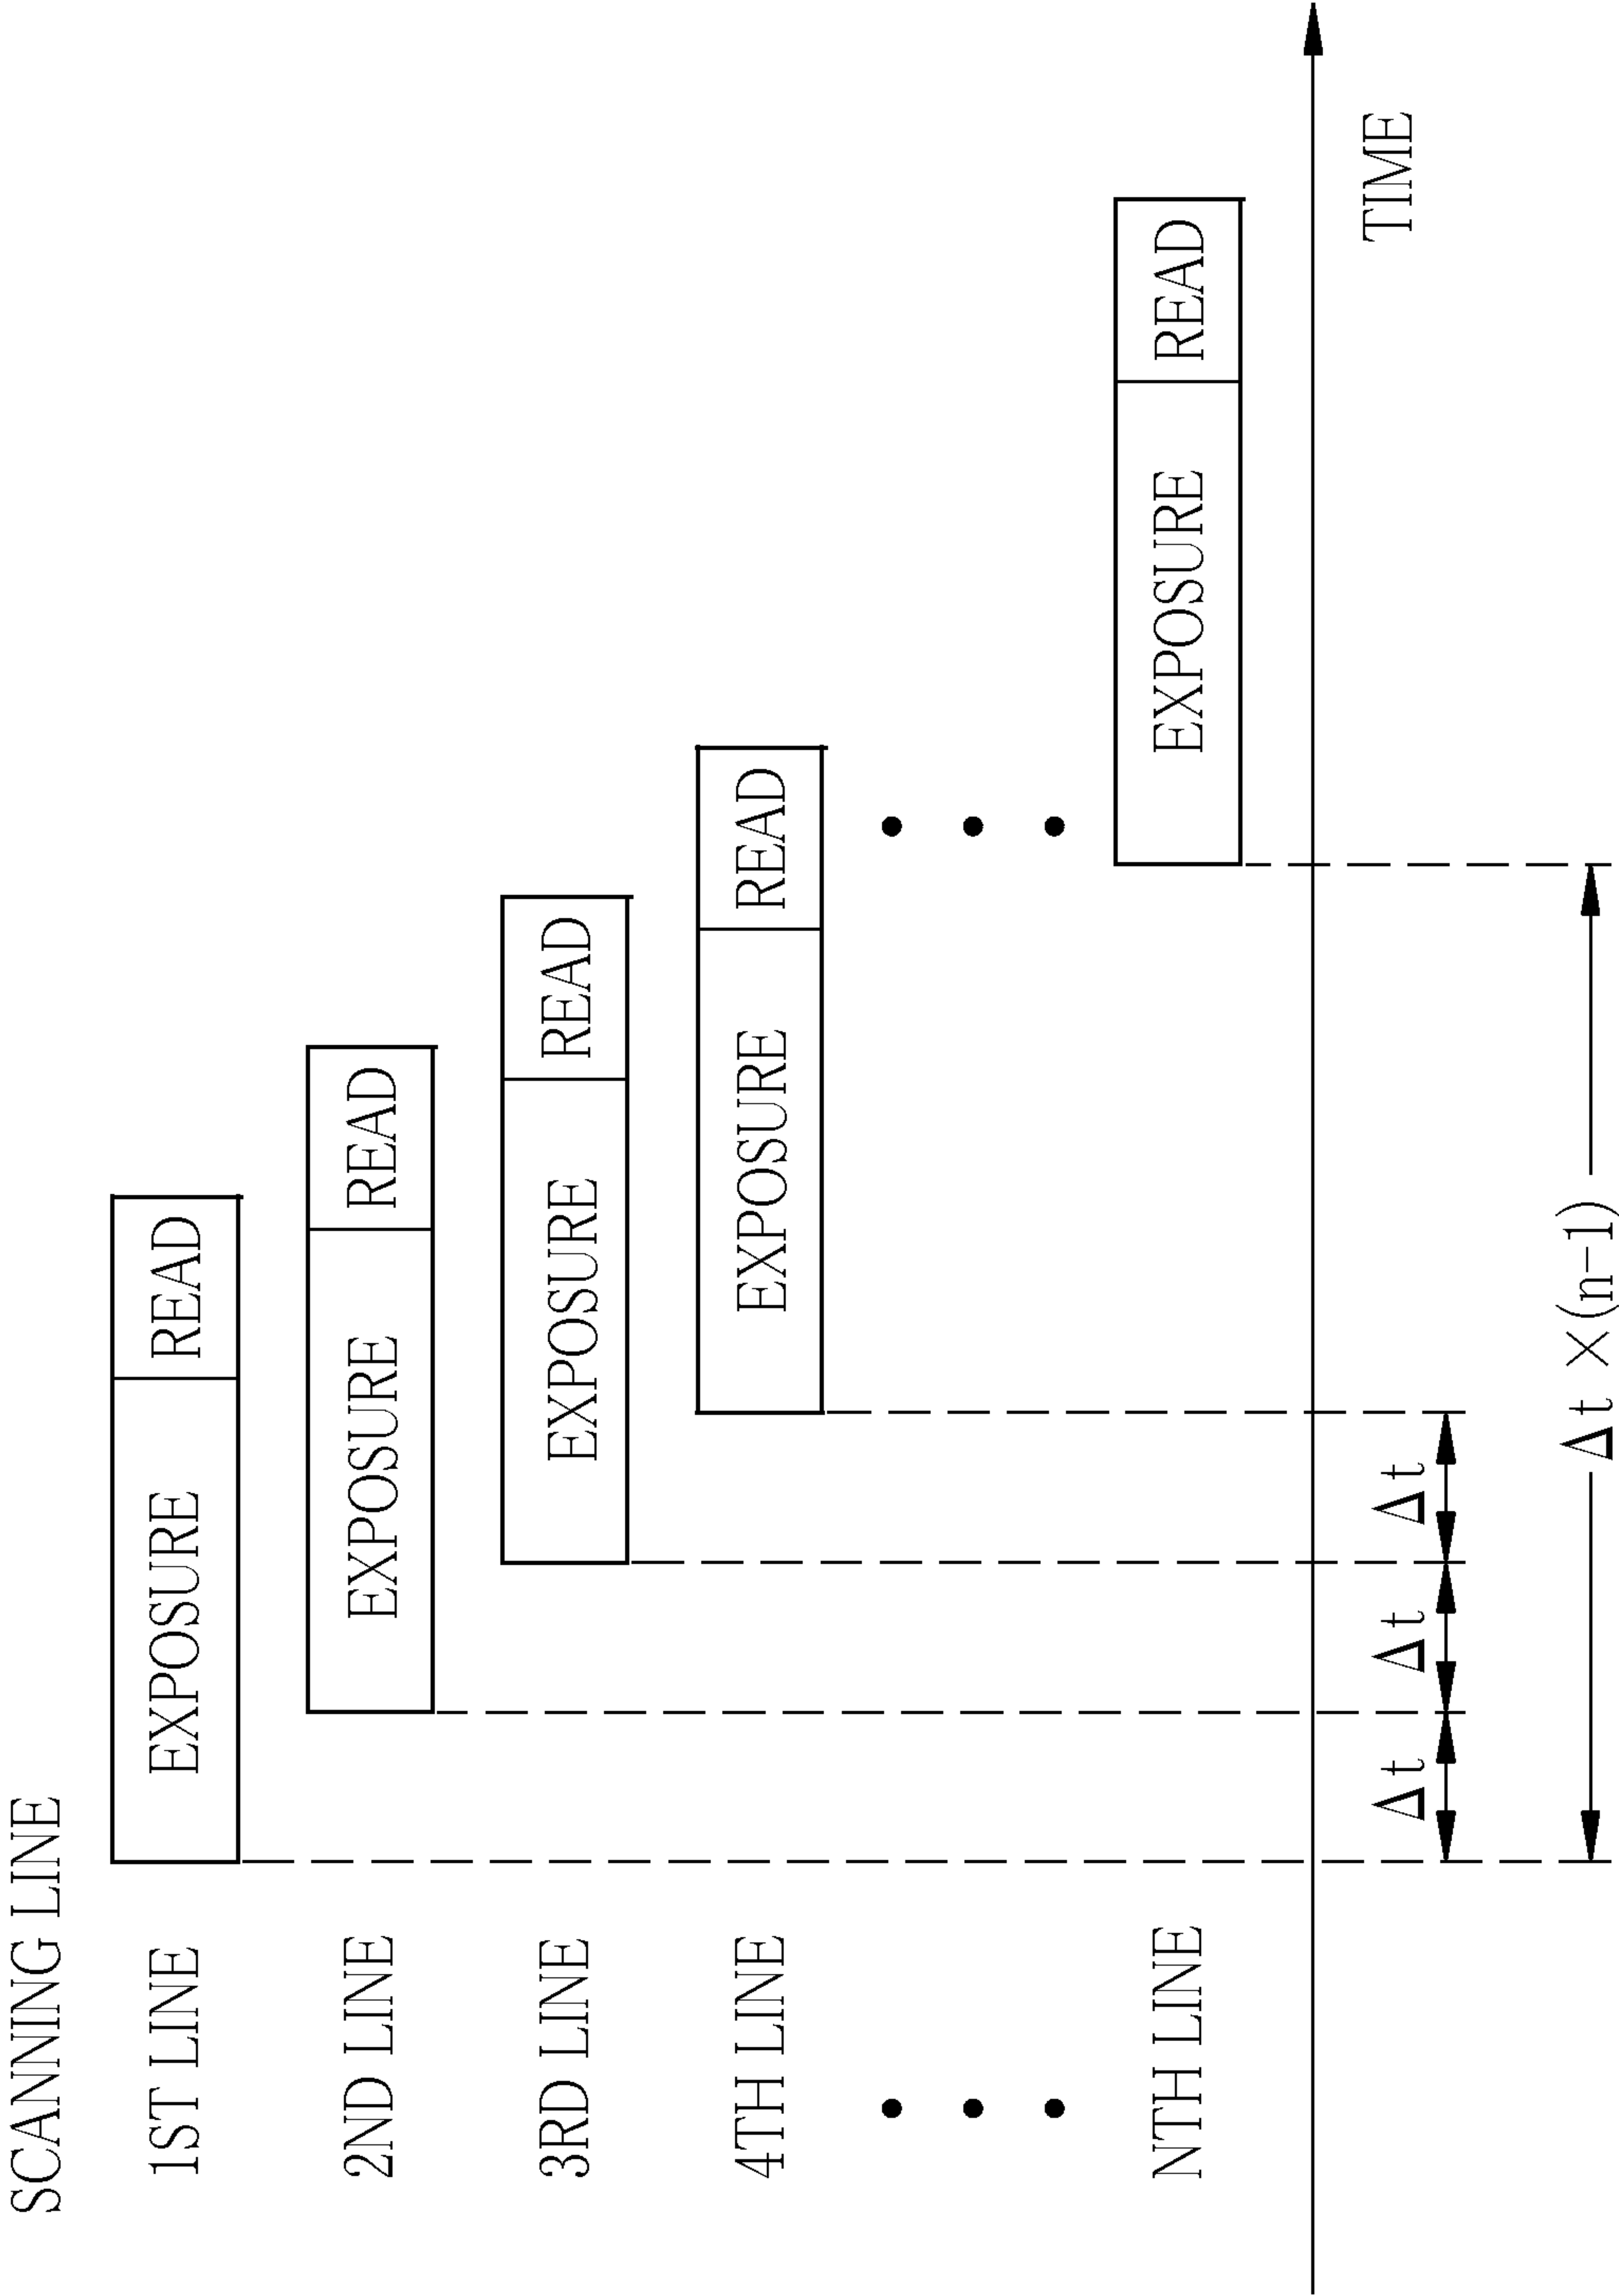 SCANNING LINE
1ST LINE EXPOSURE READ
2ND LINE EXPOSURE READ
3RD LINE EXPOSURE READ
4TH LINE EXPOSURE READ
NTH LINE EXPOSURE READ
TIME
Δt Δt Δt
Δt×(n-1)